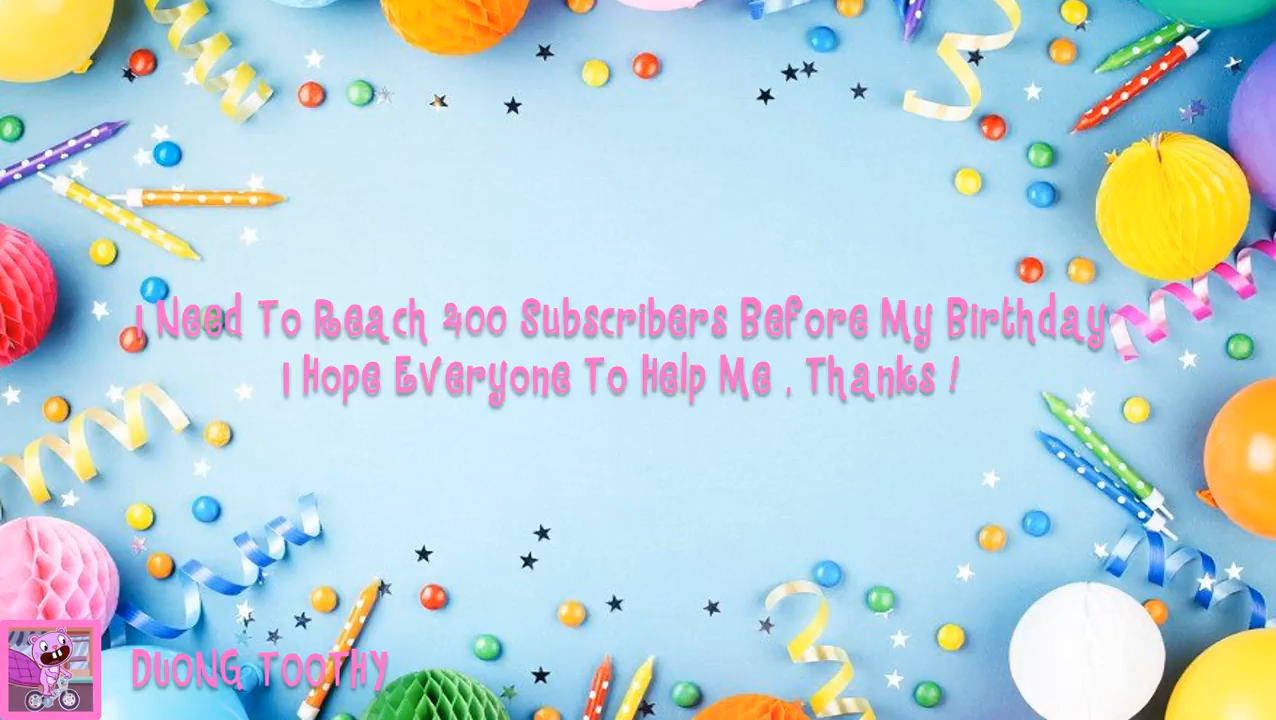 I Need To Reach 400 Subscribers Before My Birthday
I Hope Everyone To Help Me , Thanks !
DUONG TOOTHY